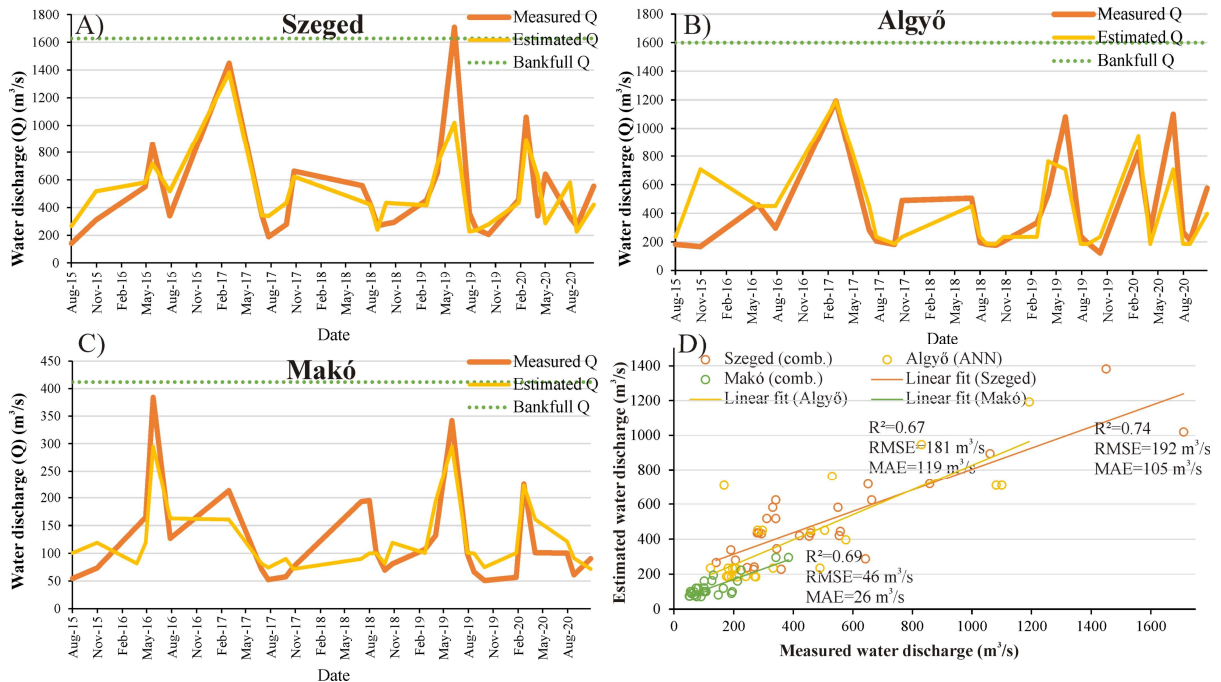 A)
Szeged
Measured Q
Estimated Q
Bankfull Q
Water discharge (Q) (m³/s)
1800
1600
1400
1200
1000
800
600
400
200
0
Aug-15
Nov-15
Feb-16
May-16
Aug-16
Nov-16
Feb-17
May-17
Aug-17
Nov-17
Feb-18
May-18
Aug-18
Nov-18
Feb-19
May-19
Aug-19
Nov-19
Feb-20
May-20
Aug-20
Date
B)
Algyő
Measured Q
Estimated Q
Bankfull Q
Water discharge (Q) (m³/s)
1800
1600
1400
1200
1000
800
600
400
200
0
Aug-15
Nov-15
Feb-16
May-16
Aug-16
Nov-16
Feb-17
May-17
Aug-17
Nov-17
Feb-18
May-18
Aug-18
Nov-18
Feb-19
May-19
Aug-19
Nov-19
Feb-20
May-20
Aug-20
Date
C)
Makó
Measured Q
Estimated Q
Bankfull Q
Water discharge (Q) (m³/s)
450
400
350
300
250
200
150
100
50
0
Aug-15
Nov-15
Feb-16
May-16
Aug-16
Nov-16
Feb-17
May-17
Aug-17
Nov-17
Feb-18
May-18
Aug-18
Nov-18
Feb-19
May-19
Aug-19
Nov-19
Feb-20
May-20
Aug-20
Date
D)
Szeged (comb.)
Algyő (ANN)
Makó (comb.)
Linear fit (Szeged)
Linear fit (Algyő)
Linear fit (Makó)
R²=0.67
RMSE=181 m³/s
MAE=119 m³/s
R²=0.74
RMSE=192 m³/s
MAE=105 m³/s
R²=0.69
RMSE=46 m³/s
MAE=26 m³/s
Estimated water discharge (m³/s)
1400
1200
1000
800
600
400
200
0
0
200
400
600
800
1000
1200
1400
1600
Measured water discharge (m³/s)